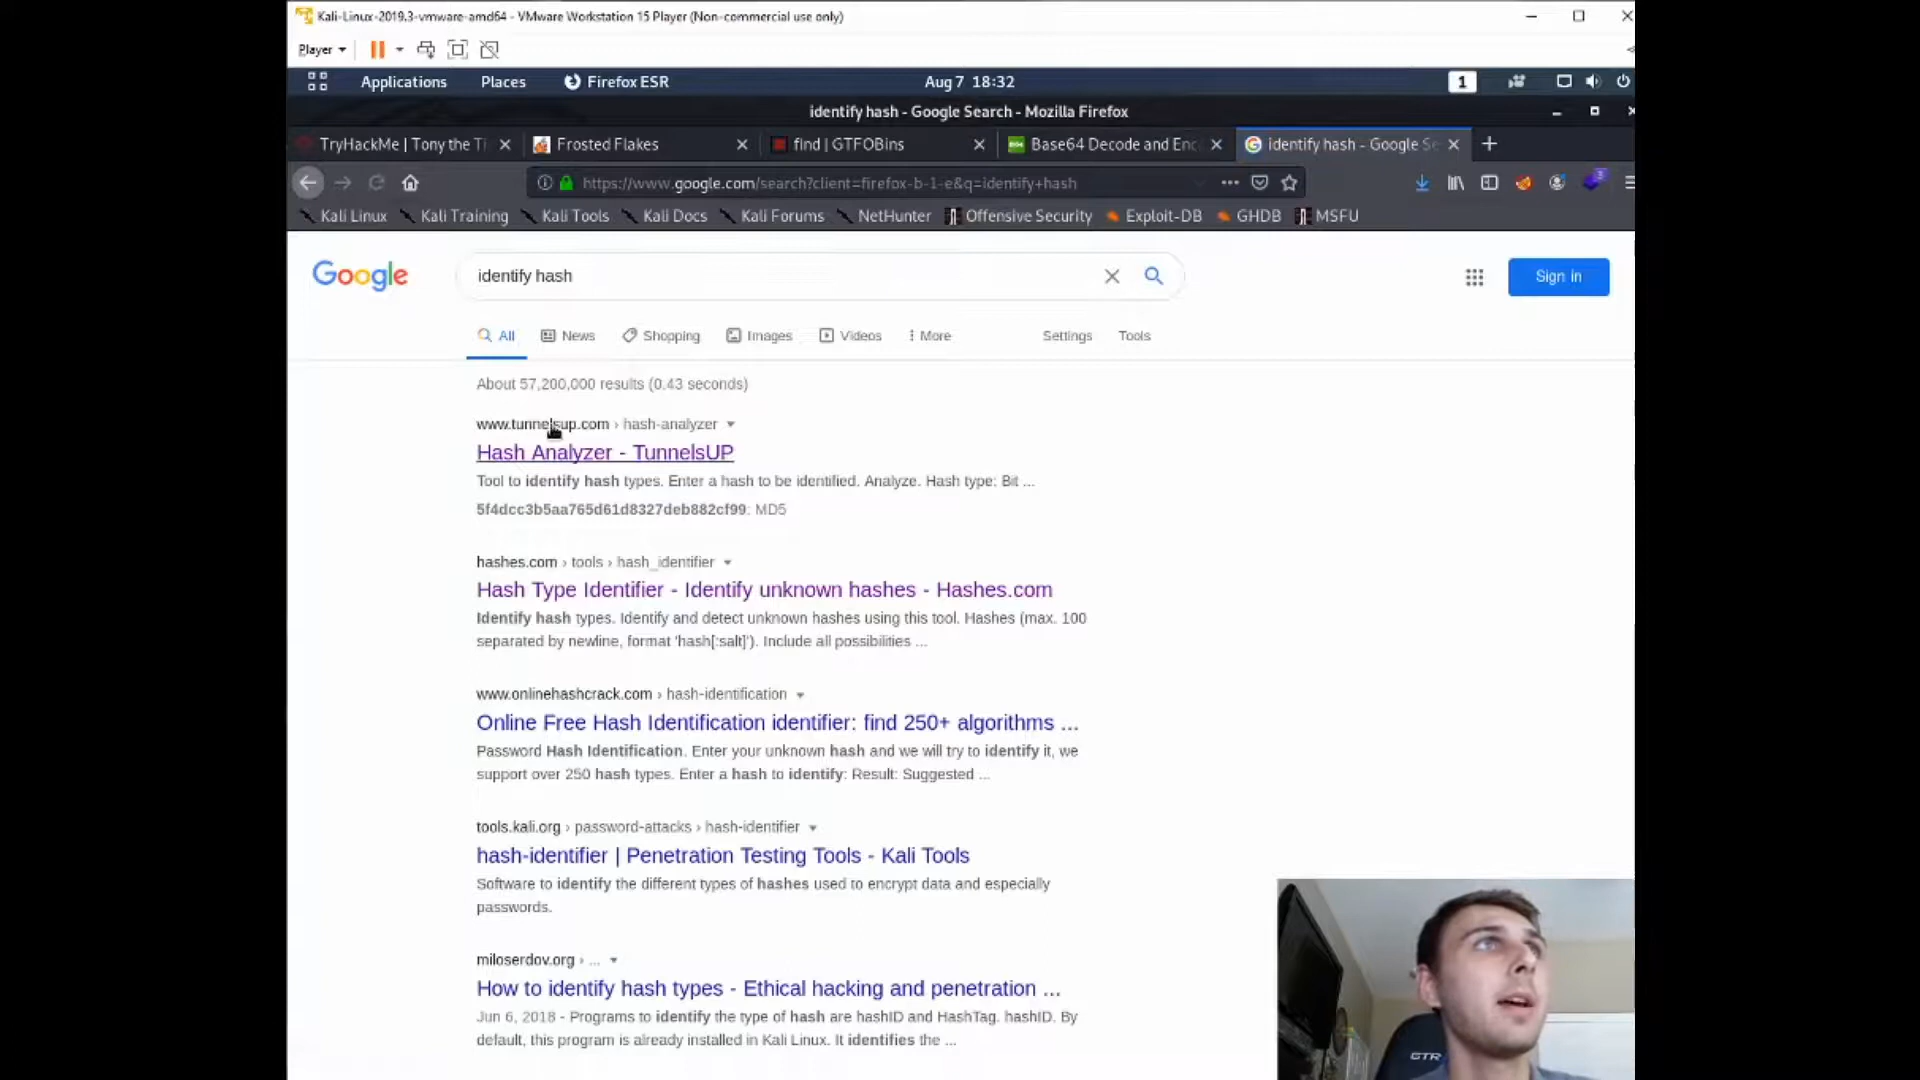 Kali-Linux-2019.3-vmware-amd64 - VMware Workstation 15 Player (Non-commercial use only)
Player
Applications Places Firefox ESR Aug 7 18:32 1
identify hash - Google Search - Mozilla Firefox
TryHackMe | Tony the Ti Frosted Flakes find | GTFOBins Base64 Decode and Enc identify hash - Google Se
https://www.google.com/search?client=firefox-b-1-e&q=identify+hash
Kali Linux Kali Training Kali Tools Kali Docs Kali Forums NetHunter Offensive Security Exploit-DB GHDB MSFU
Google identify hash Sign in
All News Shopping Images Videos More Settings Tools
About 57,200,000 results (0.43 seconds)
www.tunnelsup.com › hash-analyzer
Hash Analyzer - TunnelsUP
Tool to identify hash types. Enter a hash to be identified. Analyze. Hash type: Bit ...
5f4dcc3b5aa765d61d8327deb882cf99: MD5
hashes.com › tools › hash_identifier
Hash Type Identifier - Identify unknown hashes - Hashes.com
Identify hash types. Identify and detect unknown hashes using this tool. Hashes (max. 100
separated by newline, format 'hash[:salt]'). Include all possibilities ...
www.onlinehashcrack.com › hash-identification
Online Free Hash Identification identifier: find 250+ algorithms ...
Password Hash Identification. Enter your unknown hash and we will try to identify it, we
support over 250 hash types. Enter a hash to identify: Result: Suggested ...
tools.kali.org › password-attacks › hash-identifier
hash-identifier | Penetration Testing Tools - Kali Tools
Software to identify the different types of hashes used to encrypt data and especially
passwords.
miloserdov.org › ...
How to identify hash types - Ethical hacking and penetration ...
Jun 6, 2018 - Programs to identify the type of hash are hashID and HashTag. hashID. By
default, this program is already installed in Kali Linux. It identifies the ...
GTR